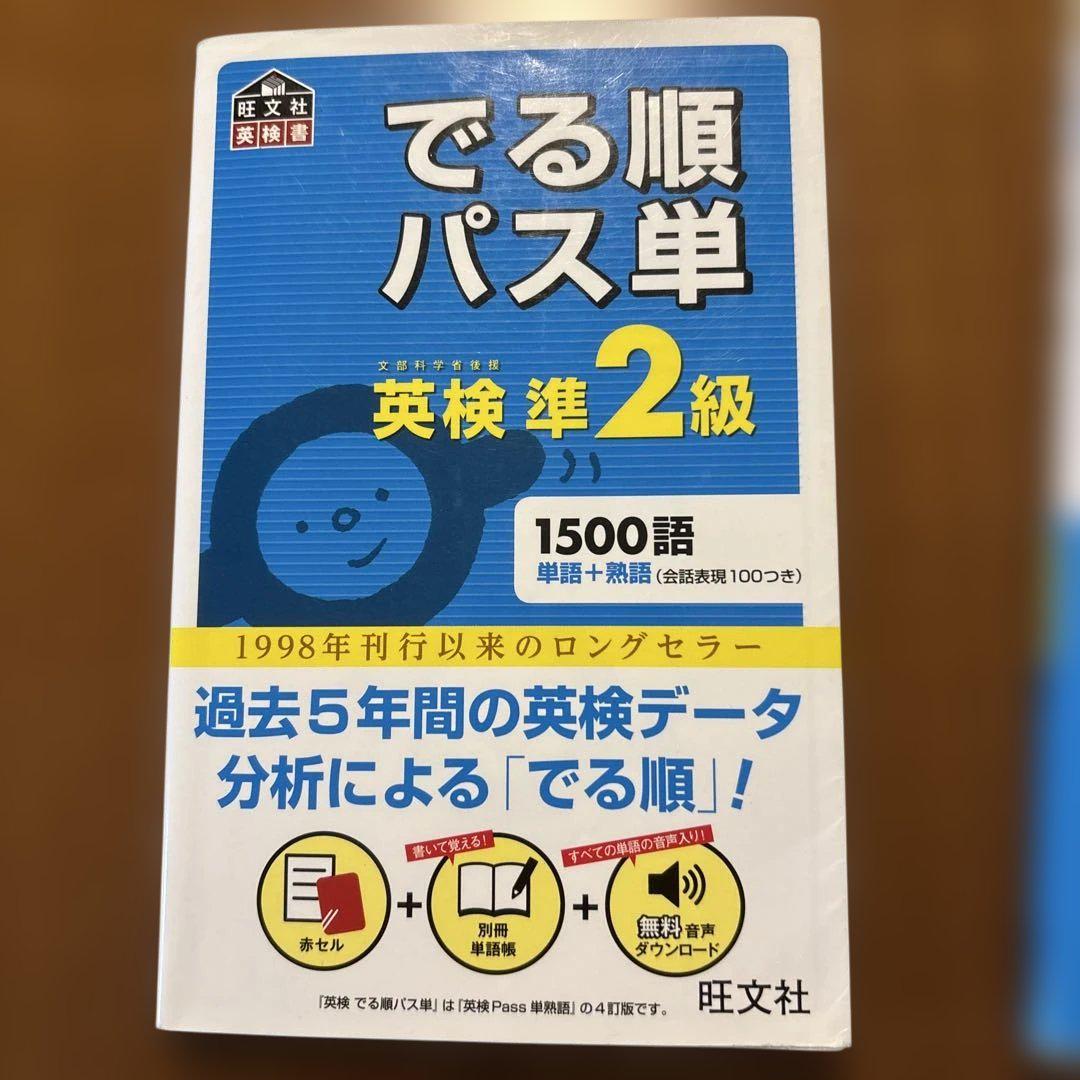 旺文社
英検書
でる順
パス単
文部科学省後援
英検 準2級
1500語
単語+熟語(会話表現100つき)
1998年刊行以来のロングセラー
過去5年間の英検データ
分析による「でる順」!
書いて覚える!
すべての単語の音声入り!
赤セル
+
別冊
単語帳
+
無料音声
ダウンロード
『英検 でる順パス単』は『英検Pass 単熟語』の4訂版です。
旺文社